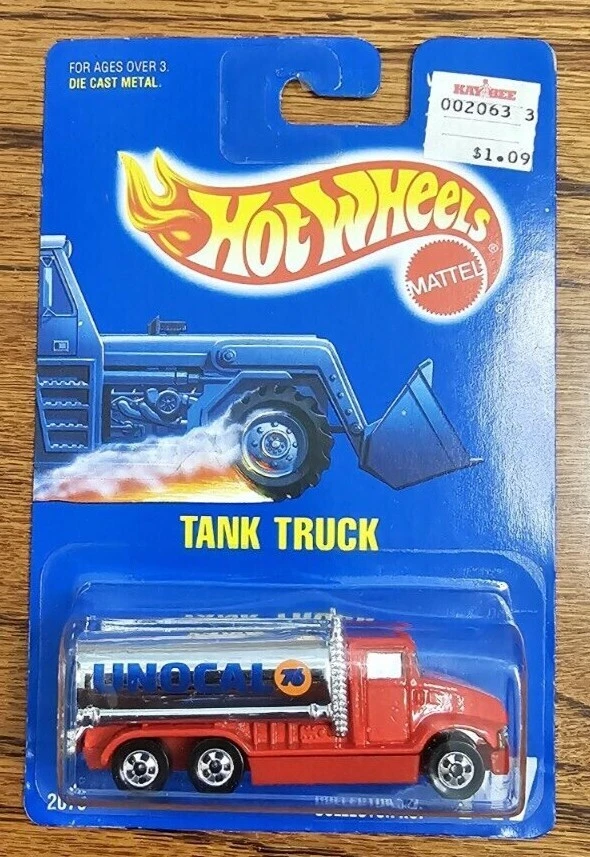 FOR AGES OVER 3.
DIE CAST METAL.
KAY BEE
002063 3
$1.09
HOT WHEELS ®
MATTEL
®
TANK TRUCK
UNOCAL 76